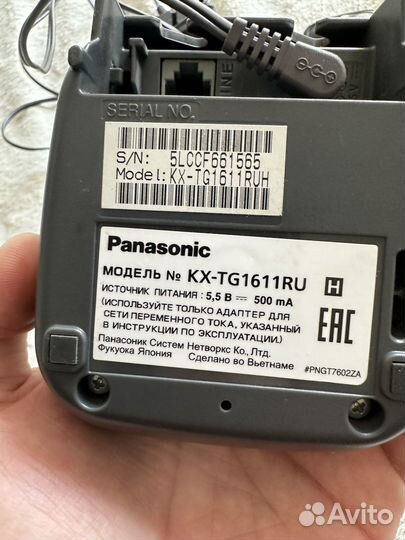 LINE
SERIAL NO.
S/N: 5LCCF661565
Model: KX-TG1611RUH
Panasonic
МОДЕЛЬ № KX-TG1611RU H
ИСТОЧНИК ПИТАНИЯ : 5,5 В 500 mA
(ИСПОЛЬЗУЙТЕ ТОЛЬКО АДАПТЕР ДЛЯ
СЕТИ ПЕРЕМЕННОГО ТОКА, УКАЗАННЫЙ
В ИНСТРУКЦИИ ПО ЭКСПЛУАТАЦИИ.)
Панасоник Систем Нетворкс Ко., Лтд.
Фукуока Япония Сделано во Вьетнаме
EAC
#PNGT7602ZA
Avito